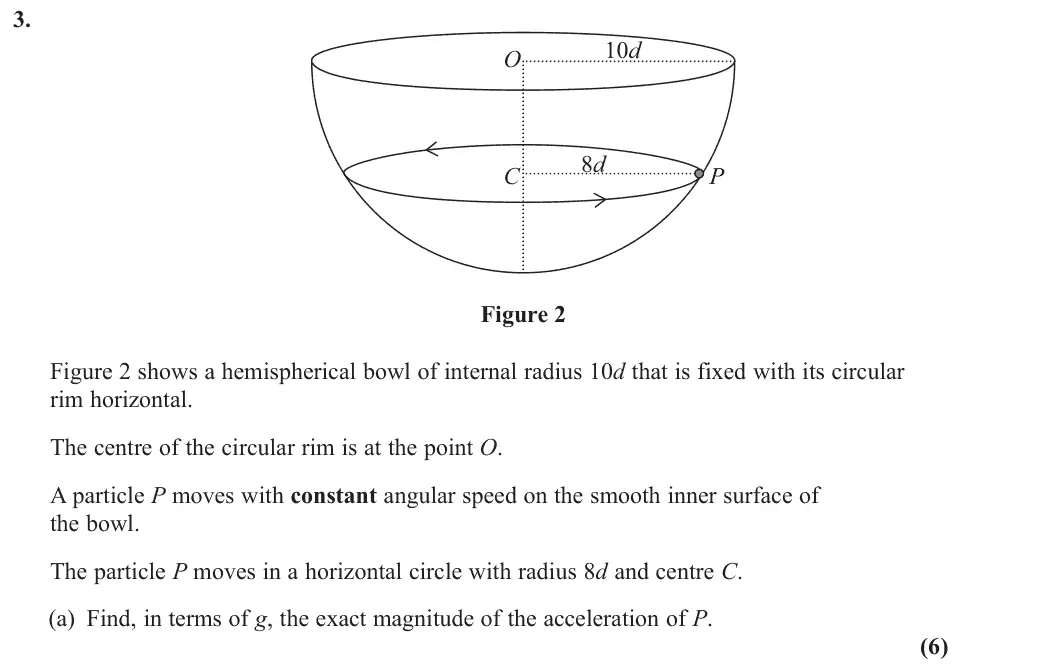 3.
O
10d
C
8d
P
Figure 2
Figure 2 shows a hemispherical bowl of internal radius 10d that is fixed with its circular
rim horizontal.
The centre of the circular rim is at the point O.
A particle P moves with constant angular speed on the smooth inner surface of
the bowl.
The particle P moves in a horizontal circle with radius 8d and centre C.
(a) Find, in terms of g, the exact magnitude of the acceleration of P.
(6)